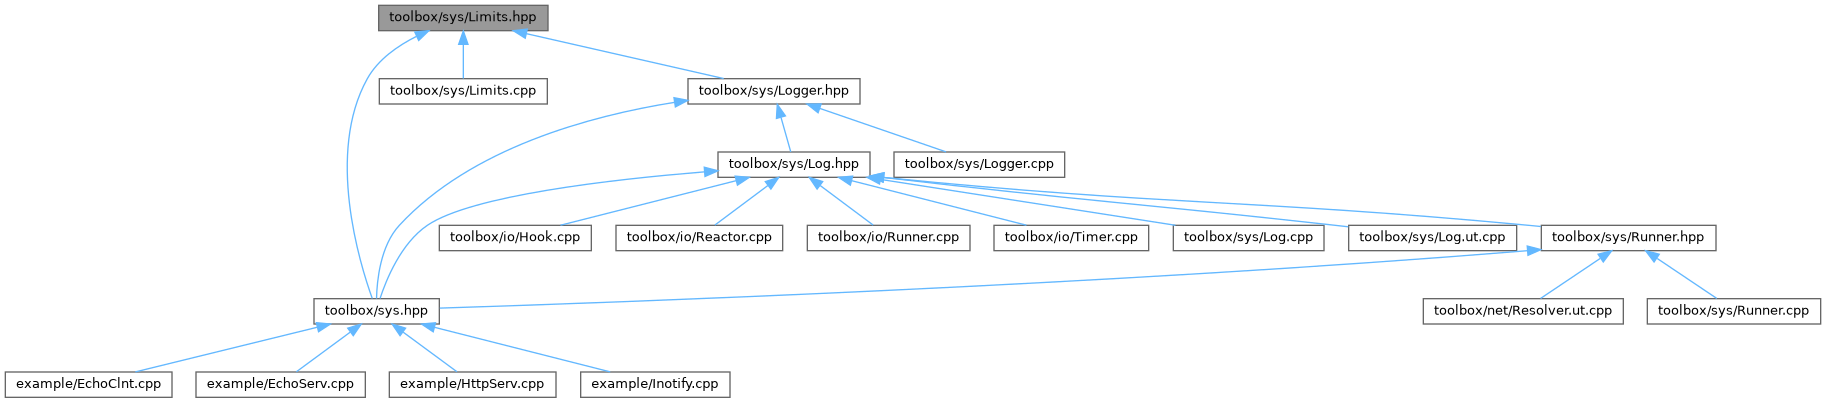 toolbox/sys/Limits.hpp
toolbox/sys/Limits.cpp
toolbox/sys/Logger.hpp
toolbox/sys/Log.hpp
toolbox/sys/Logger.cpp
toolbox/io/Hook.cpp
toolbox/io/Reactor.cpp
toolbox/io/Runner.cpp
toolbox/io/Timer.cpp
toolbox/sys/Log.cpp
toolbox/sys/Log.ut.cpp
toolbox/sys/Runner.hpp
toolbox/sys.hpp
toolbox/net/Resolver.ut.cpp
toolbox/sys/Runner.cpp
example/EchoClnt.cpp
example/EchoServ.cpp
example/HttpServ.cpp
example/Inotify.cpp